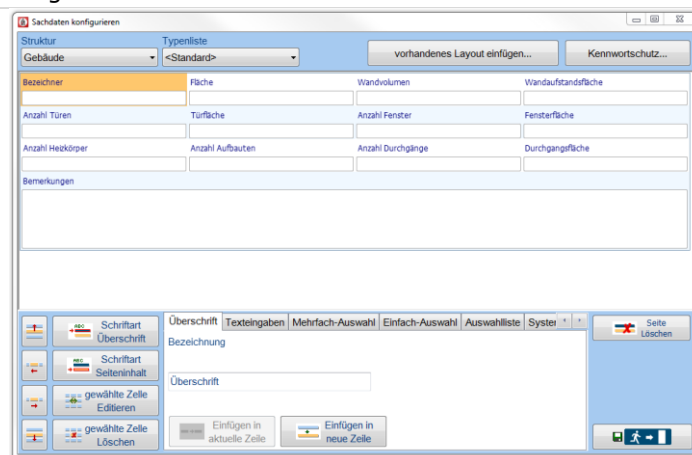 Sachdaten konfigurieren
Struktur Typenliste
Gebäude <Standard> vorhandenes Layout einfügen... Kennwortschutz...
Bezeichner Fläche Wandvolumen Wandaufstandsfläche
Anzahl Türen Türfläche Anzahl Fenster Fensterfläche
Anzahl Heizkörper Anzahl Aufbauten Anzahl Durchgänge Durchgangsfläche
Bemerkungen
Überschrift Texteingaben Mehrfach-Auswahl Einfach-Auswahl Auswahlliste System
ABC Schriftart Überschrift
Bezeichnung
Seite Löschen
ABC Schriftart Seiteninhalt
Überschrift
gewählte Zelle Editieren
gewählte Zelle Löschen
Einfügen in aktuelle Zeile
Einfügen in neue Zeile